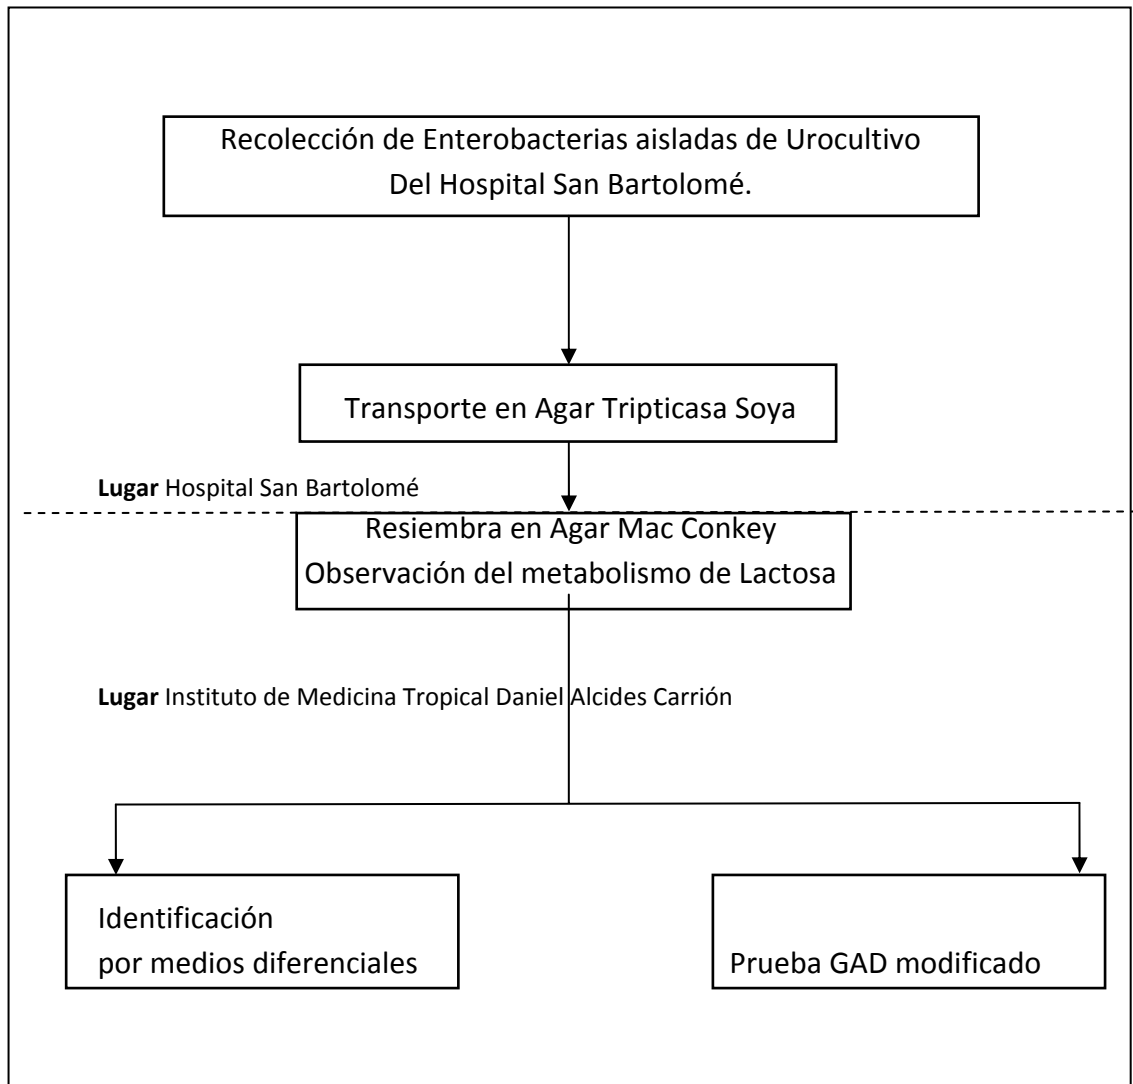 Recolección de Enterobacterias aisladas de Urocultivo
Del Hospital San Bartolomé.
Transporte en Agar Tripticasa Soya
Lugar Hospital San Bartolomé
Resiembra en Agar Mac Conkey
Observación del metabolismo de Lactosa
Lugar Instituto de Medicina Tropical Daniel Alcides Carrión
Identificación
por medios diferenciales
Prueba GAD modificado